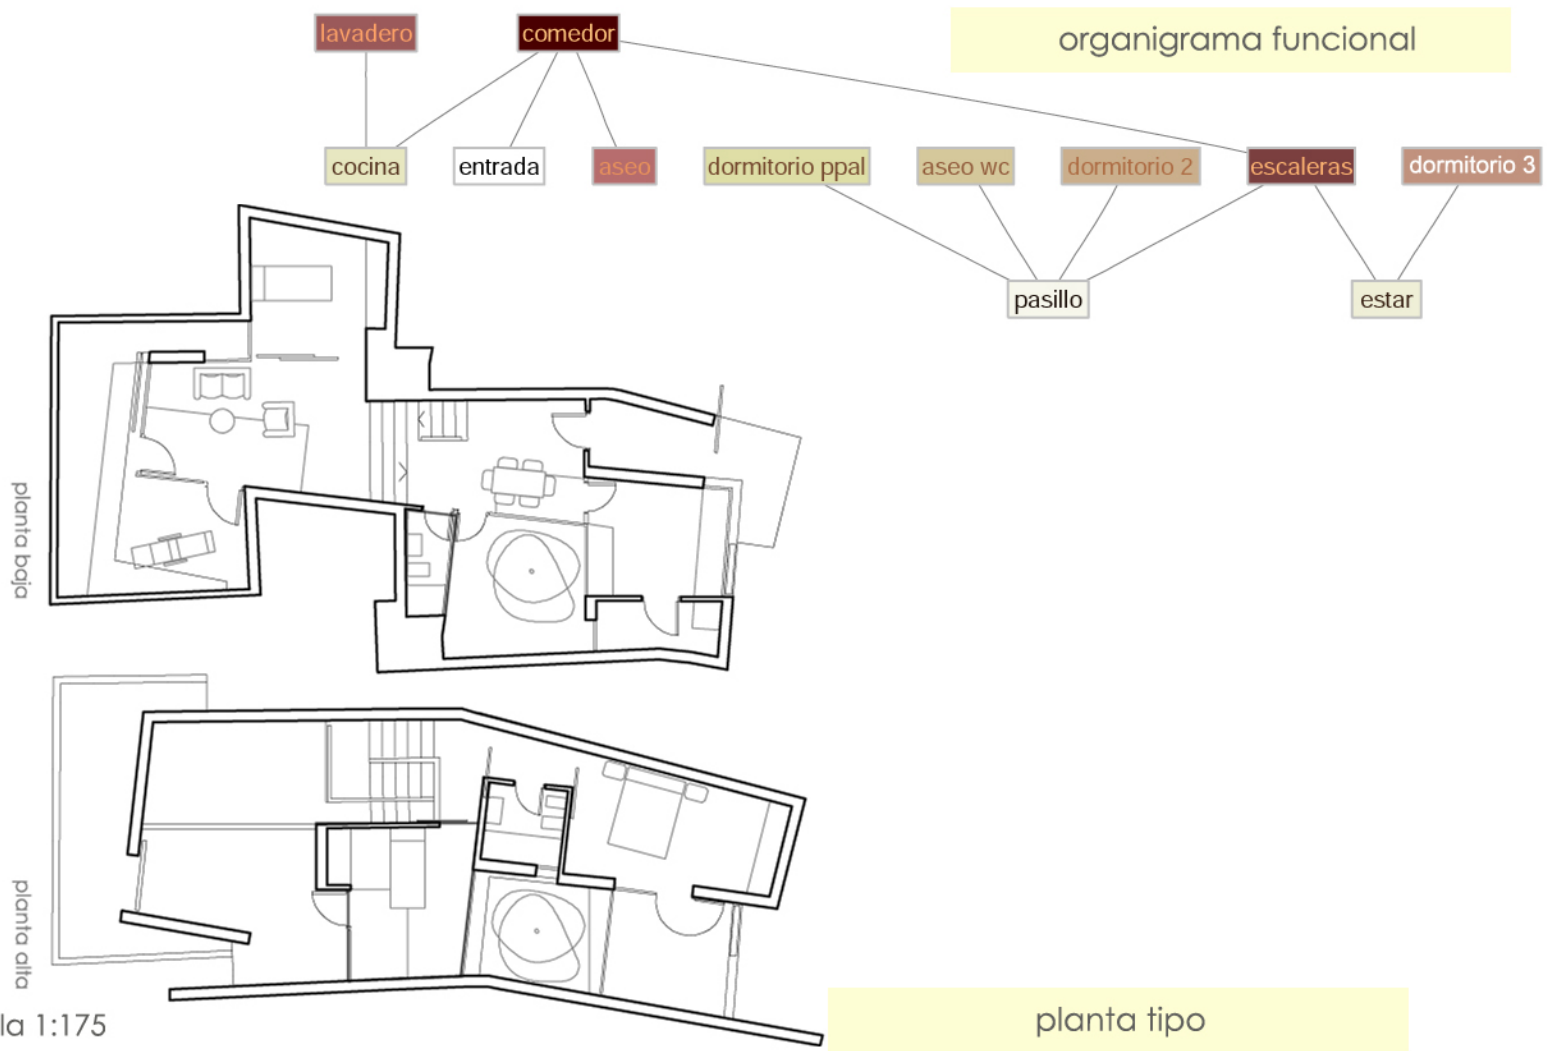 lavadero
comedor
organigrama funcional
cocina
entrada
aseo
dormitorio ppal
aseo wc
dormitorio 2
escaleras
dormitorio 3
pasillo
estar
planta baja
planta alta
la 1:175
planta tipo